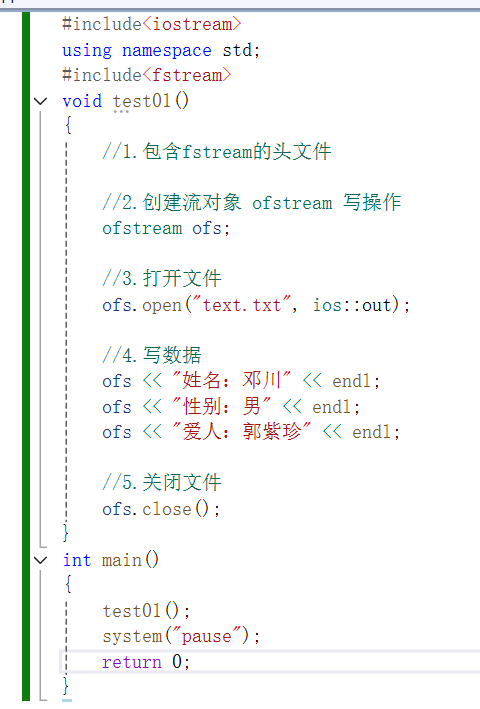 #include<iostream>
using namespace std;
#include<fstream>
void test01()
{
//1.包含fstream的头文件
//2.创建流对象 ofstream 写操作
ofstream ofs;
//3.打开文件
ofs.open("text.txt", ios::out);
//4.写数据
ofs << "姓名：邓川" << endl;
ofs << "性别：男" << endl;
ofs << "爱人：郭紫珍" << endl;
//5.关闭文件
ofs.close();
}
int main()
{
test01();
system("pause");
return 0;
}